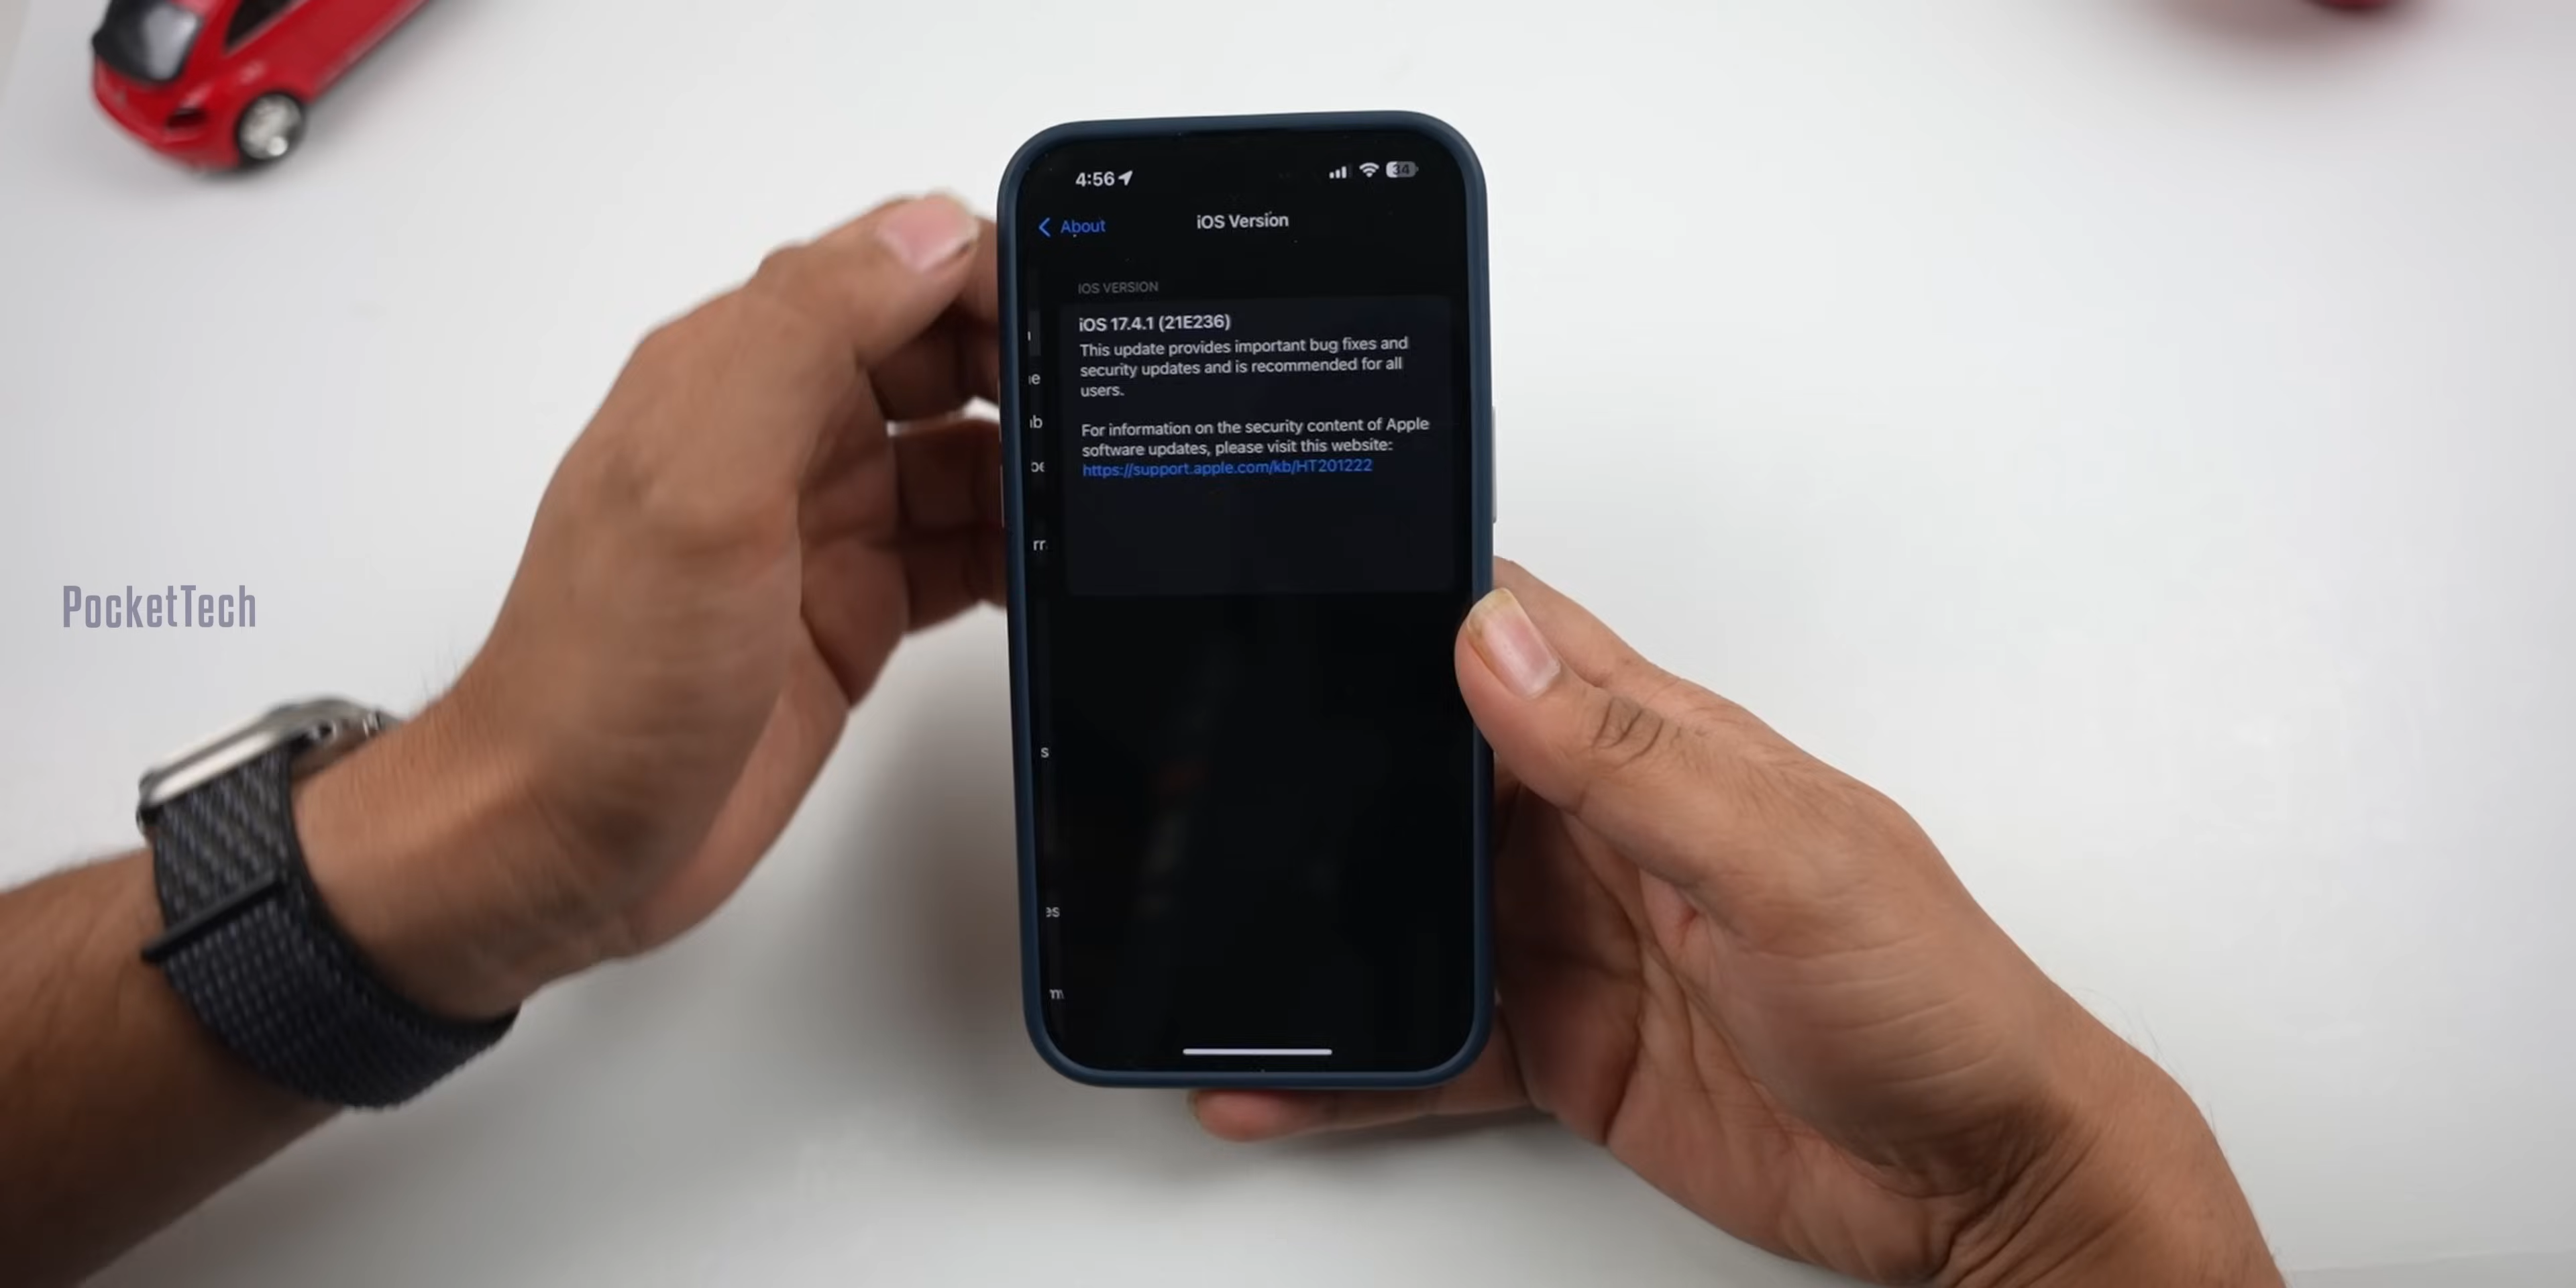 4:56
34
About
iOS Version
IOS VERSION
iOS 17.4.1 (21E236)
This update provides important bug fixes and
security updates and is recommended for all
users.
For information on the security content of Apple
software updates, please visit this website:
https://support.apple.com/kb/HT201222
PocketTech